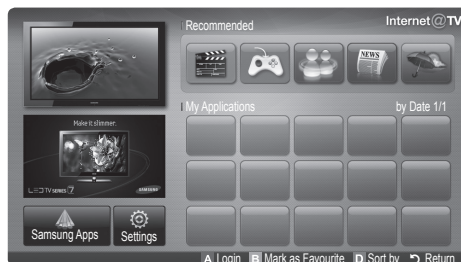 Internet@TV
Recommended
NEWS
My Applications
by Date 1/1
Make it slimmer.
LED TV SERIES 7
SAMSUNG
Samsung Apps
Settings
A Login B Mark as Favourite D Sort by Return